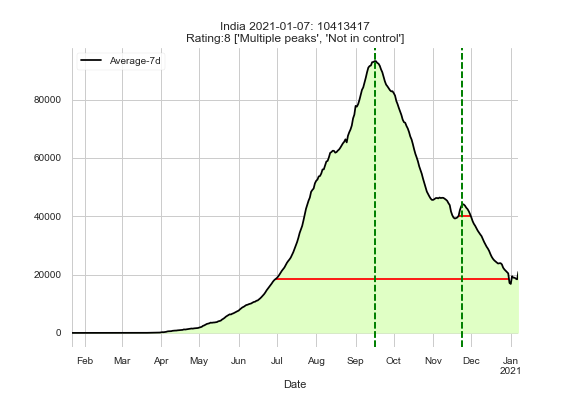 India 2021-01-07: 10413417
Rating:8 ['Multiple peaks', 'Not in control']
Average-7d
80000
60000
40000
20000
0
Feb Mar Apr May Jun Jul Aug Sep Oct Nov Dec Jan
2021
Date